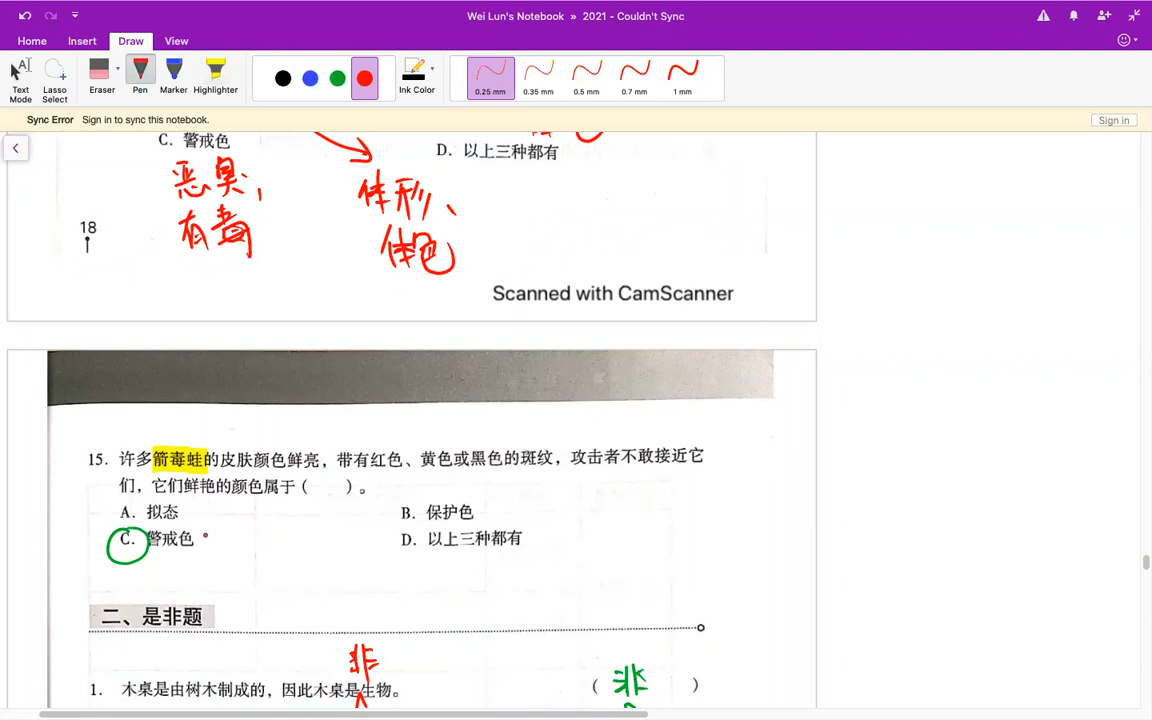 Wei Lun's Notebook » 2021 - Couldn't Sync
Home Insert Draw View
Text Mode Lasso Select Eraser Pen Marker Highlighter Ink Color 0.25 mm 0.35 mm 0.5 mm 0.7 mm 1 mm
Sync Error Sign in to sync this notebook. Sign in
C. 警戒色
D. 以上三种都有
恶臭,
有毒
体形、
体色
18
Scanned with CamScanner
15. 许多箭毒蛙的皮肤颜色鲜亮，带有红色、黄色或黑色的斑纹，攻击者不敢接近它
们，它们鲜艳的颜色属于（ ）。
A. 拟态 B. 保护色
C. 警戒色 D. 以上三种都有
二、是非题
非
1. 木桌是由树木制成的，因此木桌是生物。 ( 非 )